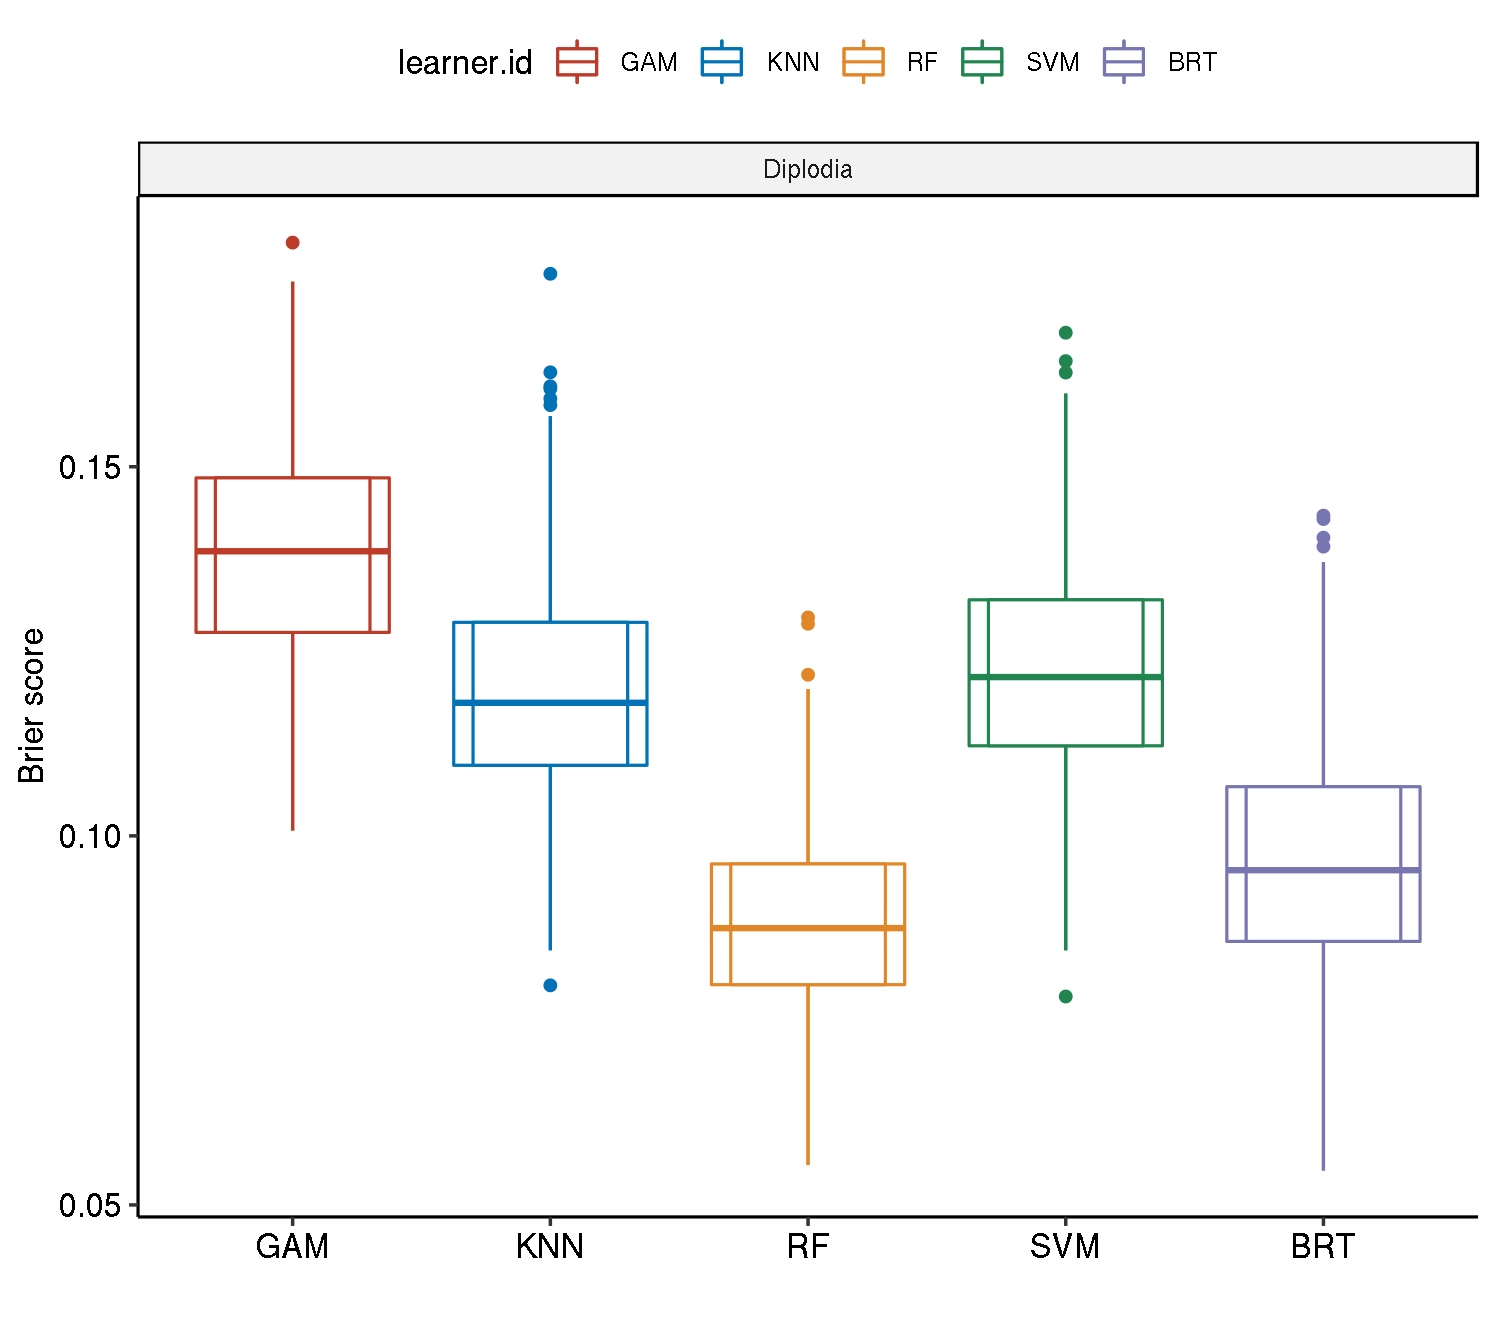 learner.id GAM KNN RF SVM BRT
Diplodia
Brier score
0.15
0.10
0.05
GAM KNN RF SVM BRT